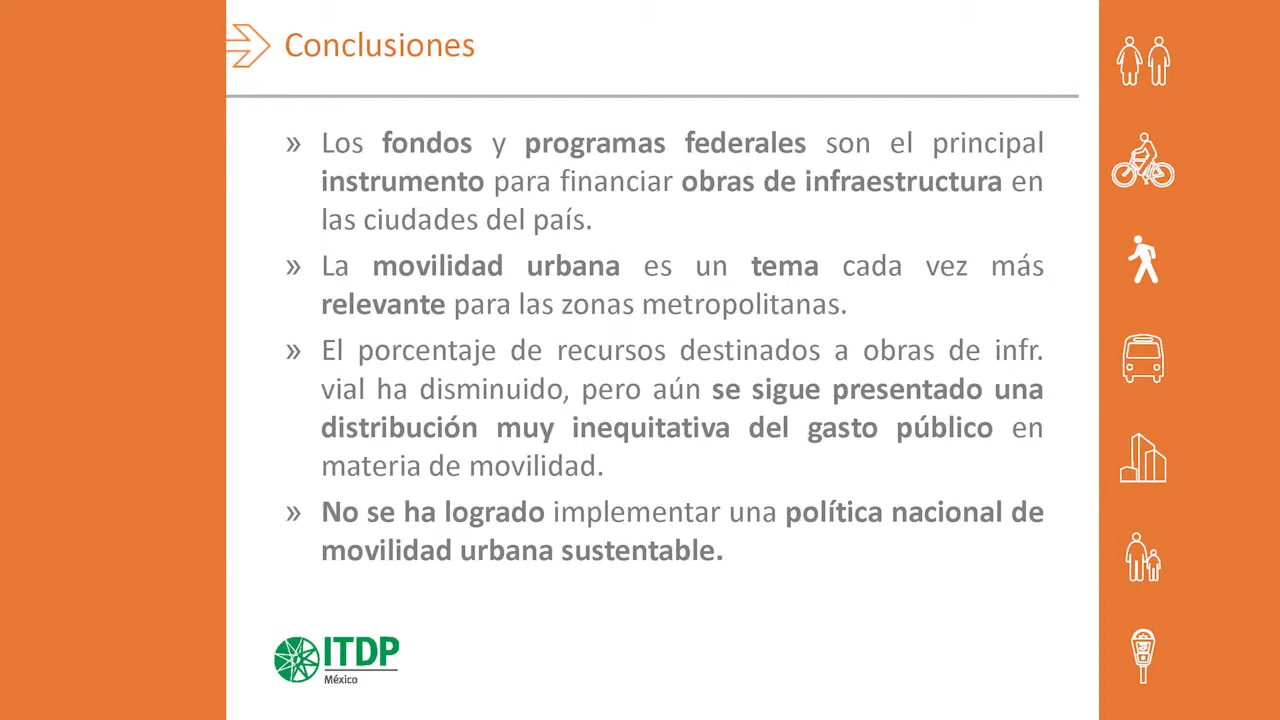 Conclusiones
» Los fondos y programas federales son el principal
instrumento para financiar obras de infraestructura en
las ciudades del país.
» La movilidad urbana es un tema cada vez más
relevante para las zonas metropolitanas.
» El porcentaje de recursos destinados a obras de infr.
vial ha disminuido, pero aún se sigue presentado una
distribución muy inequitativa del gasto público en
materia de movilidad.
» No se ha logrado implementar una política nacional de
movilidad urbana sustentable.
ITDP
México